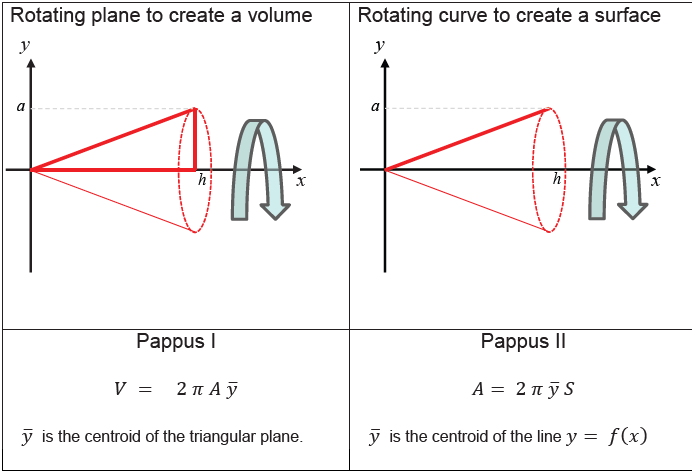 Rotating plane to create a volume
y
a
h
x
Pappus I
V = 2 π A ȳ
ȳ is the centroid of the triangular plane.
Rotating curve to create a surface
y
a
h
x
Pappus II
A = 2 π ȳ S
ȳ is the centroid of the line y = f(x)